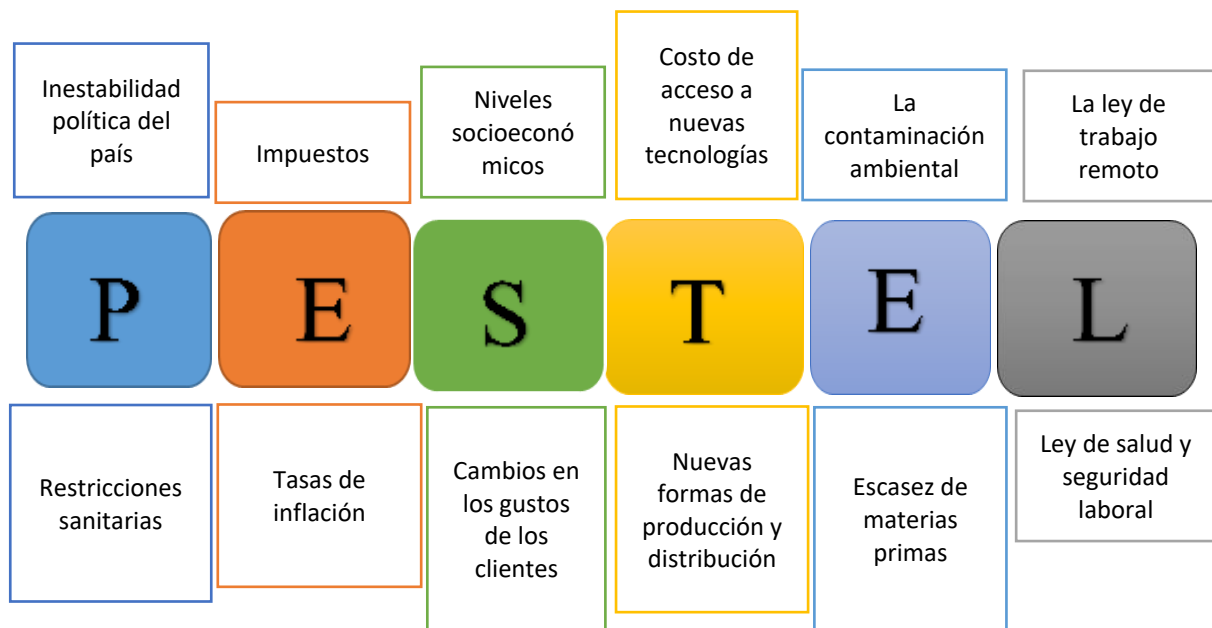 Inestabilidad
política del
país
Impuestos
Niveles
socioeconó
micos
Costo de
acceso a
nuevas
tecnologías
La
contaminación
ambiental
La ley de
trabajo
remoto
P
E
S
T
E
L
Restricciones
sanitarias
Tasas de
inflación
Cambios en
los gustos
de los
clientes
Nuevas
formas de
producción y
distribución
Escasez de
materias
primas
Ley de salud y
seguridad
laboral